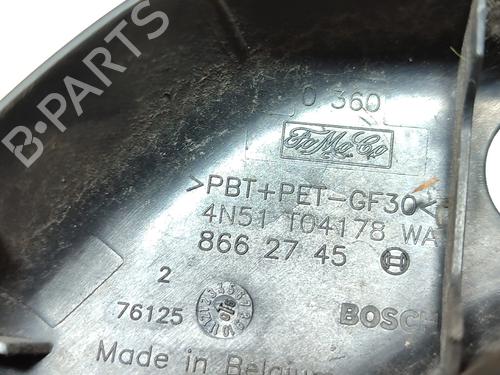 B-PARTS
0 360
FoMoCo
>PBT+PET-GF30<
4N51 T04178 WA
866 27 45
2
76125
BOSCH
Made in Belgium